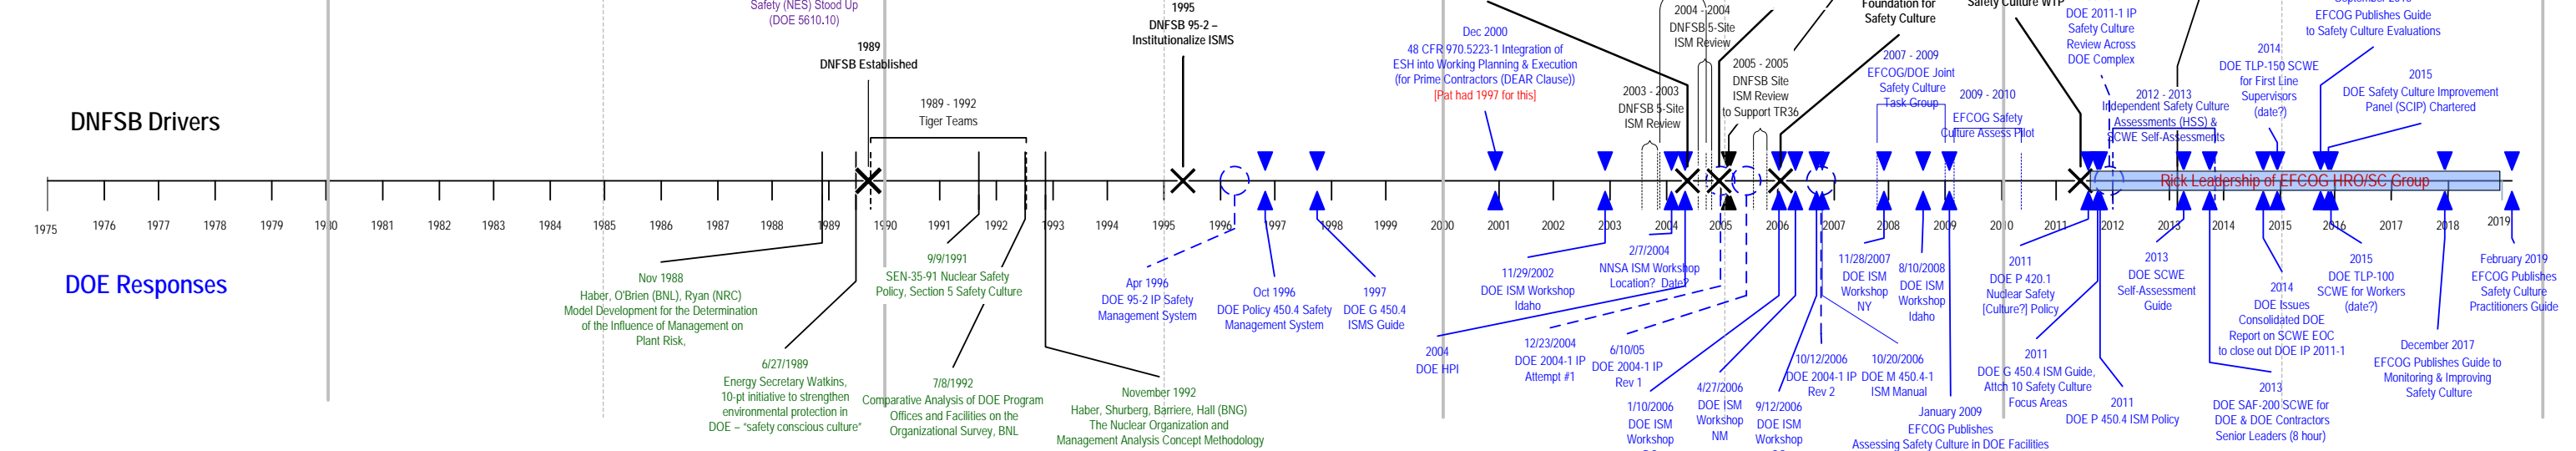 Safety (NES) Stood Up
(DOE 5610.10)
1989
DNFSB Established
1989 - 1992
Tiger Teams
1995
DNFSB 95-2 –
Institutionalize ISMS
Dec 2000
48 CFR 970.5223-1 Integration of
ESH into Working Planning & Execution
(for Prime Contractors (DEAR Clause))
[Pat had 1997 for this]
2003 - 2003
DNFSB 5-Site
ISM Review
2004 - 2004
DNFSB 5-Site
ISM Review
2005 - 2005
DNFSB Site
ISM Review
to Support TR36
Foundation for
Safety Culture
2007 - 2009
EFCOG/DOE Joint
Safety Culture
Task Group
2009 - 2010
EFCOG Safety
Culture Assess Pilot
Safety Culture WTP
DOE 2011-1 IP
Safety Culture
Review Across
DOE Complex
2012 - 2013
Independent Safety Culture
Assessments (HSS) &
SCWE Self-Assessments
2014
DOE TLP-150 SCWE
for First Line
Supervisors
(date?)
EFCOG Publishes Guide
to Safety Culture Evaluations
2015
DOE Safety Culture Improvement
Panel (SCIP) Chartered
DNFSB Drivers
Rick Leadership of EFCOG HRO/SC Group
1975
1976
1977
1978
1979
1980
1981
1982
1983
1984
1985
1986
1987
1988
1989
1990
1991
1992
1993
1994
1995
1996
1997
1998
1999
2000
2001
2002
2003
2004
2005
2006
2007
2008
2009
2010
2011
2012
2013
2014
2015
2016
2017
2018
2019
DOE Responses
Nov 1988
Haber, O'Brien (BNL), Ryan (NRC)
Model Development for the Determination
of the Influence of Management on
Plant Risk,
6/27/1989
Energy Secretary Watkins,
10-pt initiative to strengthen
environmental protection in
DOE – “safety conscious culture”
9/9/1991
SEN-35-91 Nuclear Safety
Policy, Section 5 Safety Culture
7/8/1992
Comparative Analysis of DOE Program
Offices and Facilities on the
Organizational Survey, BNL
November 1992
Haber, Shurberg, Barriere, Hall (BNG)
The Nuclear Organization and
Management Analysis Concept Methodology
Apr 1996
DOE 95-2 IP Safety
Management System
Oct 1996
DOE Policy 450.4 Safety
Management System
1997
DOE G 450.4
ISMS Guide
2004
DOE HPI
11/29/2002
DOE ISM Workshop
Idaho
2/7/2004
NNSA ISM Workshop
Location? Date?
12/23/2004
DOE 2004-1 IP
Attempt #1
6/10/05
DOE 2004-1 IP
Rev 1
1/10/2006
DOE ISM
Workshop
4/27/2006
DOE ISM
Workshop
NM
9/12/2006
DOE ISM
Workshop
10/12/2006
DOE 2004-1 IP
Rev 2
10/20/2006
DOE M 450.4-1
ISM Manual
11/28/2007
DOE ISM
Workshop
NY
8/10/2008
DOE ISM
Workshop
Idaho
January 2009
EFCOG Publishes
Assessing Safety Culture in DOE Facilities
2011
DOE P 420.1
Nuclear Safety
[Culture?] Policy
2011
DOE G 450.4 ISM Guide,
Attch 10 Safety Culture
Focus Areas
2011
DOE P 450.4 ISM Policy
2013
DOE SCWE
Self-Assessment
Guide
2013
DOE SAF-200 SCWE for
DOE & DOE Contractors
Senior Leaders (8 hour)
2014
DOE Issues
Consolidated DOE
Report on SCWE EOC
to close out DOE IP 2011-1
2015
DOE TLP-100
SCWE for Workers
(date?)
December 2017
EFCOG Publishes Guide to
Monitoring & Improving
Safety Culture
February 2019
EFCOG Publishes
Safety Culture
Practitioners Guide